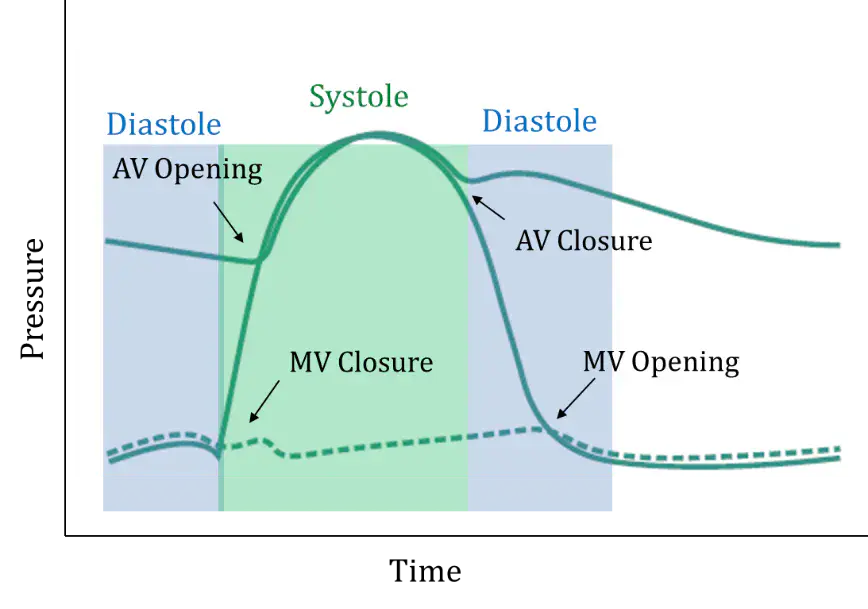 Systole
Diastole
Diastole
AV Opening
AV Closure
Pressure
MV Closure
MV Opening
Time